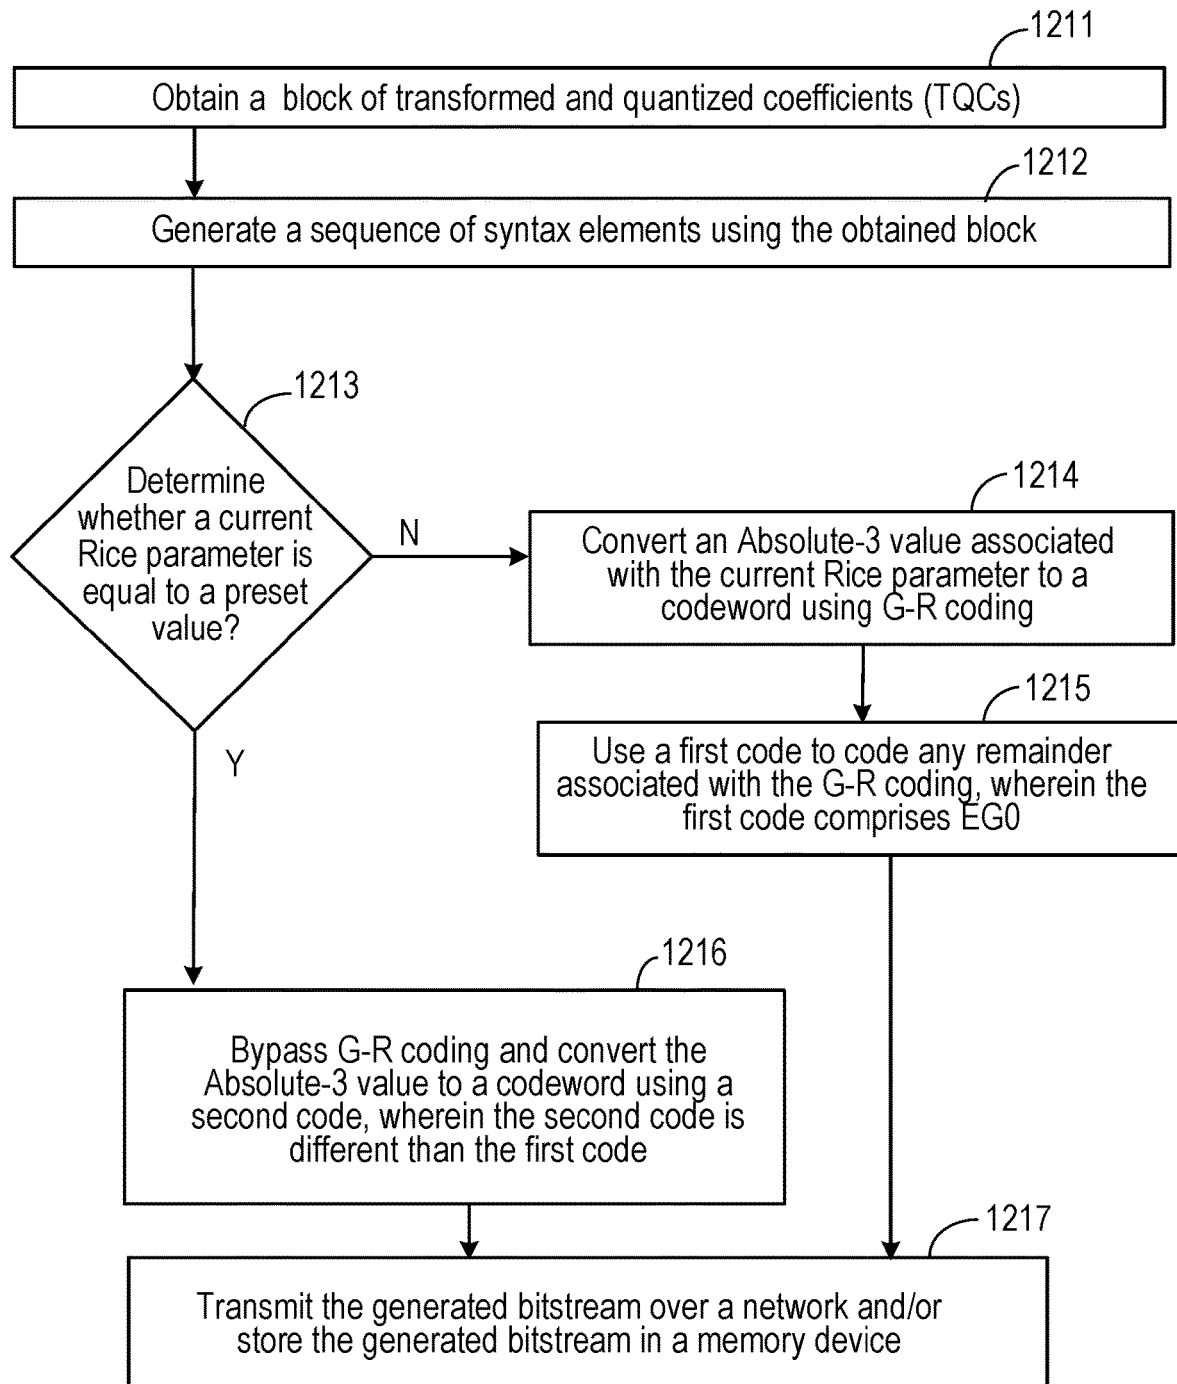 1211
Obtain a block of transformed and quantized coefficients (TQCs)
1212
Generate a sequence of syntax elements using the obtained block
1213
Determine
whether a current
Rice parameter is
equal to a preset
value?
N
Y
1214
Convert an Absolute-3 value associated
with the current Rice parameter to a
codeword using G-R coding
1215
Use a first code to code any remainder
associated with the G-R coding, wherein the
first code comprises EG0
1216
Bypass G-R coding and convert the
Absolute-3 value to a codeword using a
second code, wherein the second code is
different than the first code
1217
Transmit the generated bitstream over a network and/or
store the generated bitstream in a memory device